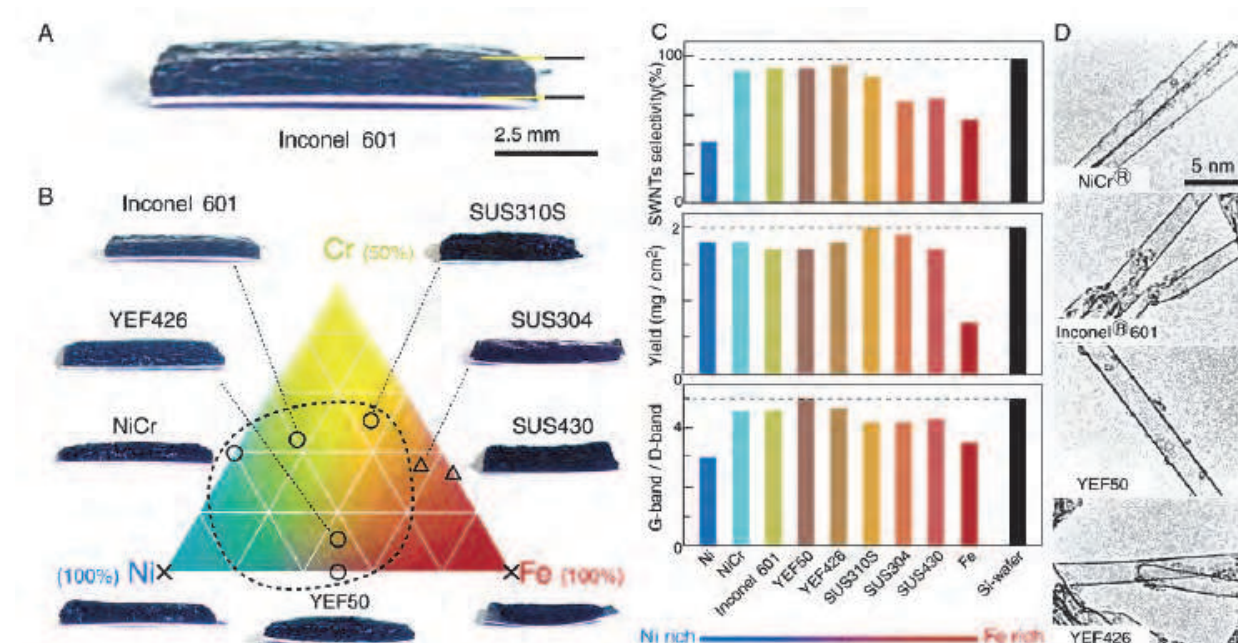 A
Inconel 601
2.5 mm
B
Inconel 601
SUS310S
Cr (50%)
YEF426
SUS304
NiCr
SUS430
(100%) Ni
Fe (100%)
YEF50
C
SWNTs selectivity(%)
100
0
Yield (mg / cm²)
2
0
G-band / D-band
4
0
Ni
NiCr
Inconel 601
YEF50
YEF426
SUS310S
SUS304
SUS430
Fe
Si-wafer
Ni rich
Fe rich
D
NiCr®
5 nm
Inconel® 601
YEF50
YEF426